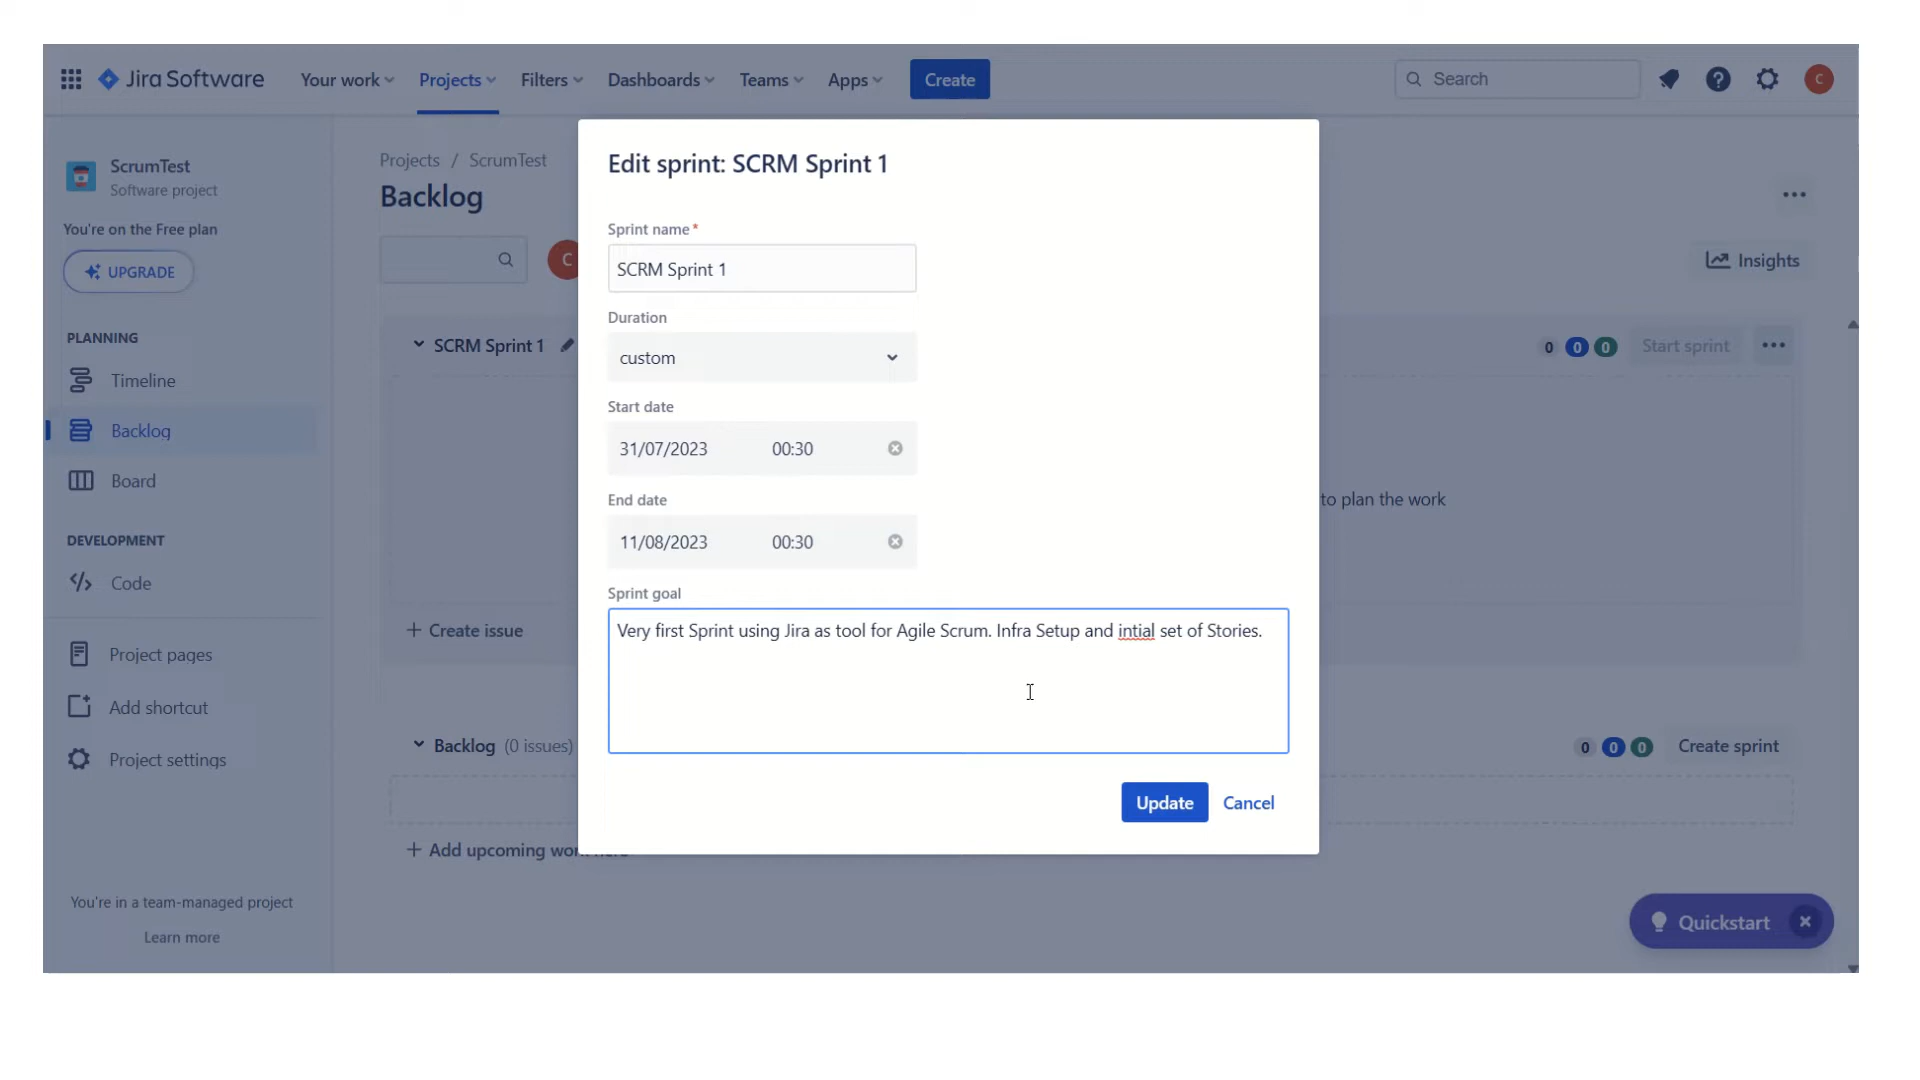 Jira Software Your work Projects Filters Dashboards Teams Apps Create Search C
ScrumTest
Software project
You're on the Free plan
UPGRADE
PLANNING
Timeline
Backlog
Board
DEVELOPMENT
Code
Project pages
Add shortcut
Project settings
You're in a team-managed project
Learn more
Projects / ScrumTest
Backlog
C
Insights
SCRM Sprint 1 0 0 0 Start sprint
to plan the work
+ Create issue
Backlog (0 issues) 0 0 0 Create sprint
+ Add upcoming work here
Edit sprint: SCRM Sprint 1
Sprint name*
SCRM Sprint 1
Duration
custom
Start date
31/07/2023 00:30
End date
11/08/2023 00:30
Sprint goal
Very first Sprint using Jira as tool for Agile Scrum. Infra Setup and intial set of Stories.
Update Cancel
Quickstart